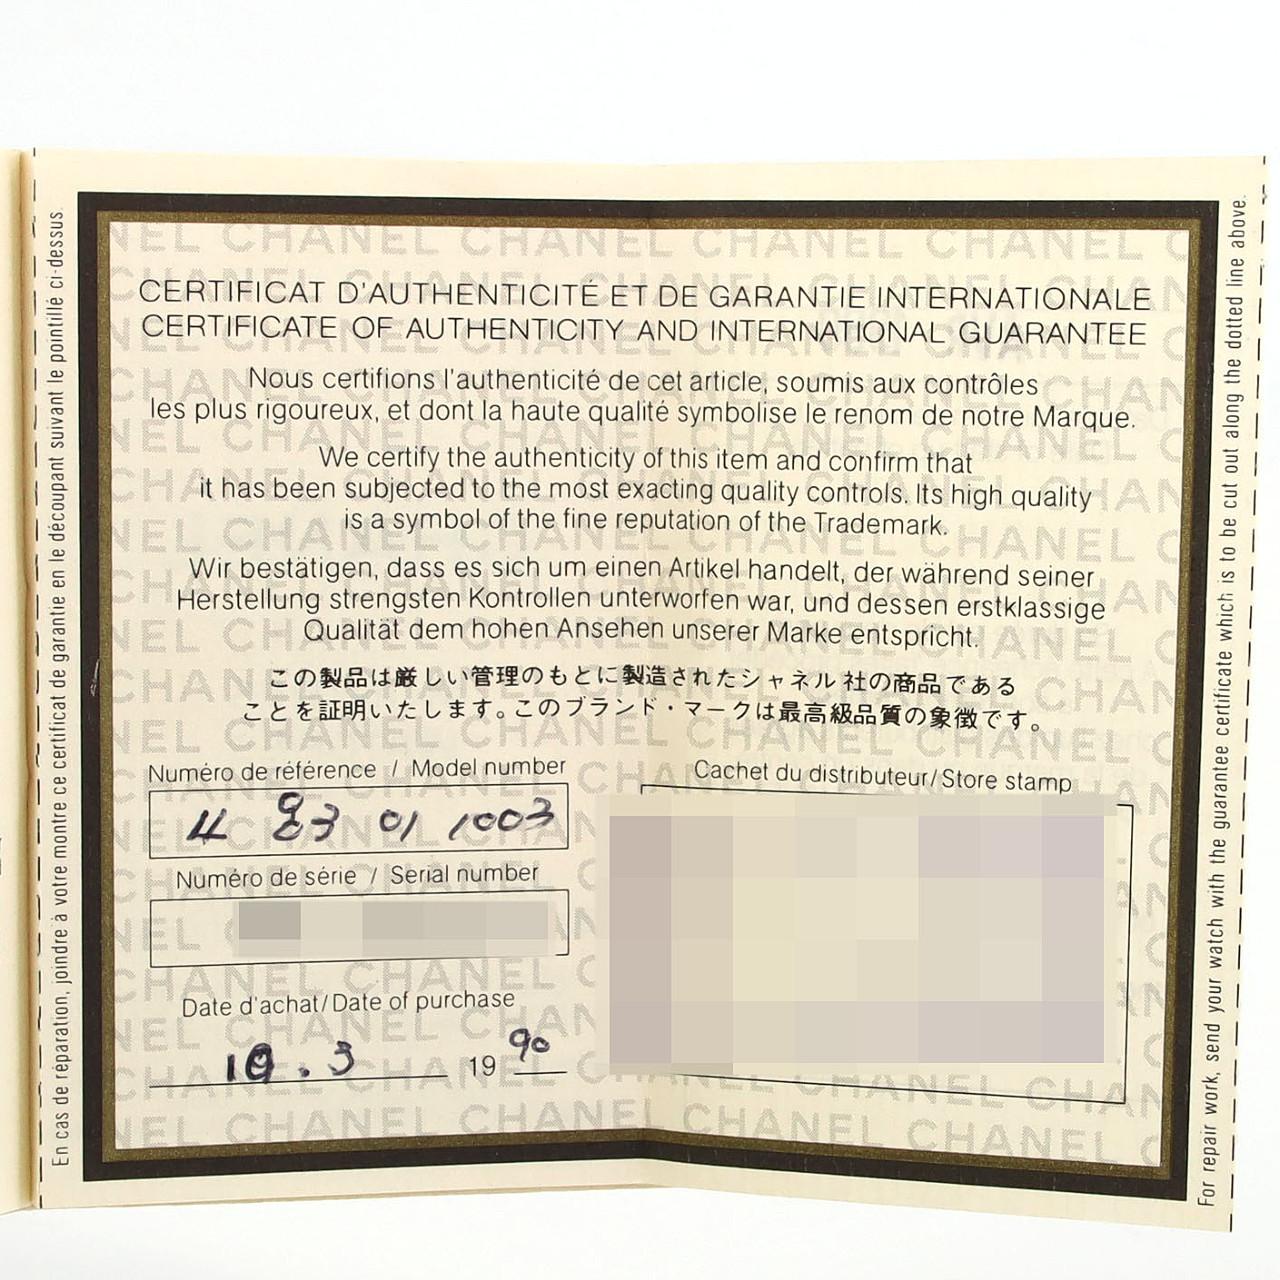 CERTIFICAT D'AUTHENTICITÉ ET DE GARANTIE INTERNATIONALE
CERTIFICATE OF AUTHENTICITY AND INTERNATIONAL GUARANTEE
Nous certifions l'authenticité de cet article, soumis aux contrôles
les plus rigoureux, et dont la haute qualité symbolise le renom de notre Marque.
We certify the authenticity of this item and confirm that
it has been subjected to the most exacting quality controls. Its high quality
is a symbol of the fine reputation of the Trademark.
Wir bestätigen, dass es sich um einen Artikel handelt, der während seiner
Herstellung strengsten Kontrollen unterworfen war, und dessen erstklassige
Qualität dem hohen Ansehen unserer Marke entspricht.
この製品は厳しい管理のもとに製造されたシャネル社の商品である
ことを証明いたします。このブランド・マークは最高級品質の象徴です。
Numéro de référence / Model number
01 1003
Numéro de série / Serial number
Date d'achat/Date of purchase
10.3 1990
Cachet du distributeur/Store stamp
En cas de réparation, joindre à votre montre ce certificat de garantie en le découpant suivant le pointillé ci-dessus.
For repair work, send your watch with the guarantee certificate which is to be cut out along the dotted line above.
CHANEL